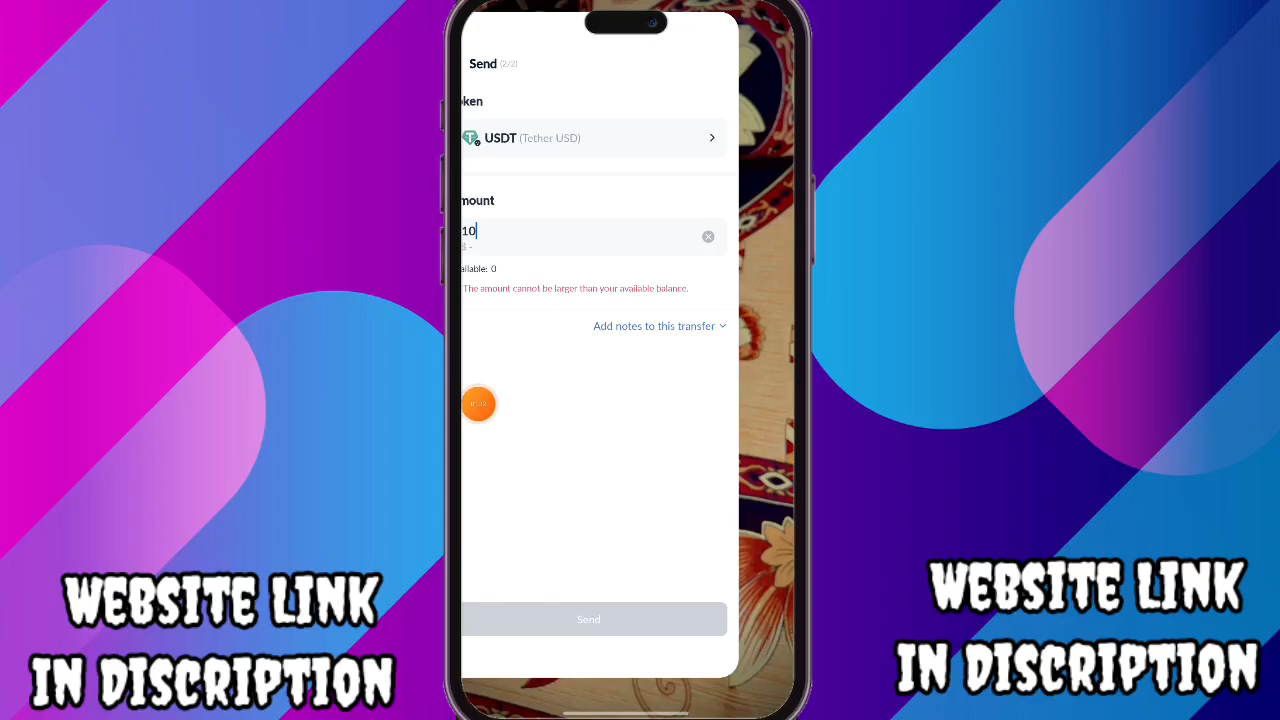 Send (2/2)
ken
USDT (Tether USD)
mount
10
$ -
ailable: 0
The amount cannot be larger than your available balance.
Add notes to this transfer
Send
WEBSITE LINK
IN DISCRIPTION
WEBSITE LINK
IN DISCRIPTION